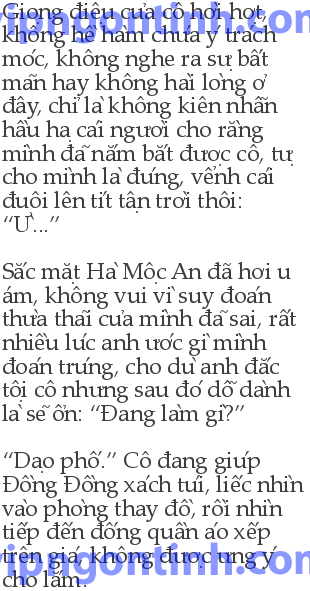 Giọng điệu của cô hời hợt,
không hề hàm chứa ý trách
móc, không nghe ra sự bất
mãn hay không hài lòng ở
đây, chỉ là không kiên nhẫn
hầu hạ cái người cho rằng
mình đã nắm bắt được cô, tự
cho mình là đúng, vểnh cái
đuôi lên tít tận trời thôi:
“Ừ...”
Sắc mặt Hà Mộc An đã hơi u
ám, không vui vì suy đoán
thừa thãi của mình đã sai, rất
nhiều lúc anh ước gì mình
đoán trúng, cho dù anh đắc
tội cô nhưng sau đó dỗ dành
là sẽ ổn: “Đang làm gì?”
“Dạo phố.” Cô đang giúp
Đồng Đồng xách túi, liếc nhìn
vào phòng thay đồ, rồi nhìn
tiếp đến đống quần áo xếp
trên giá, không được ưng ý
cho lắm.